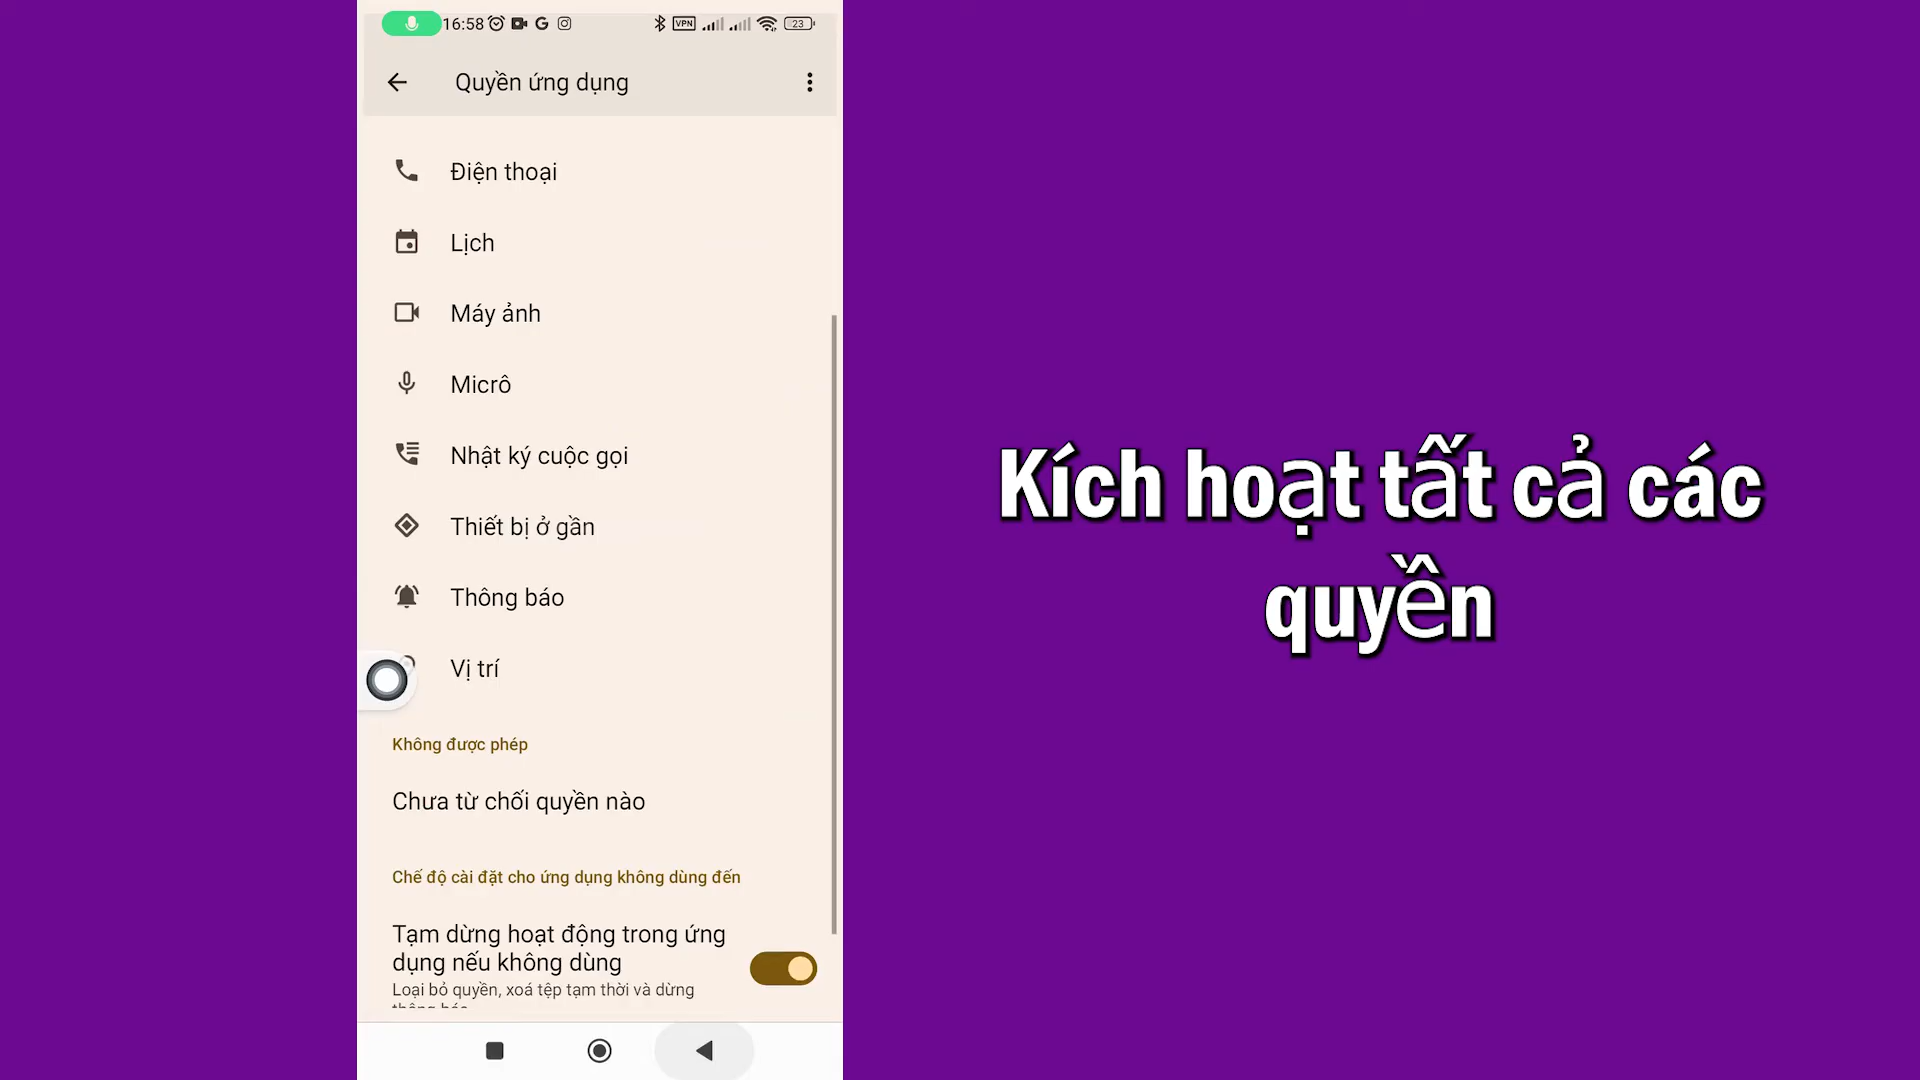 16:58
VPN
23
Quyền ứng dụng
Điện thoại
Lịch
Máy ảnh
Micrô
Nhật ký cuộc gọi
Thiết bị ở gần
Thông báo
Vị trí
Không được phép
Chưa từ chối quyền nào
Chế độ cài đặt cho ứng dụng không dùng đến
Tạm dừng hoạt động trong ứng
dụng nếu không dùng
Loại bỏ quyền, xoá tệp tạm thời và dừng
Kích hoạt tất cả các
quyền